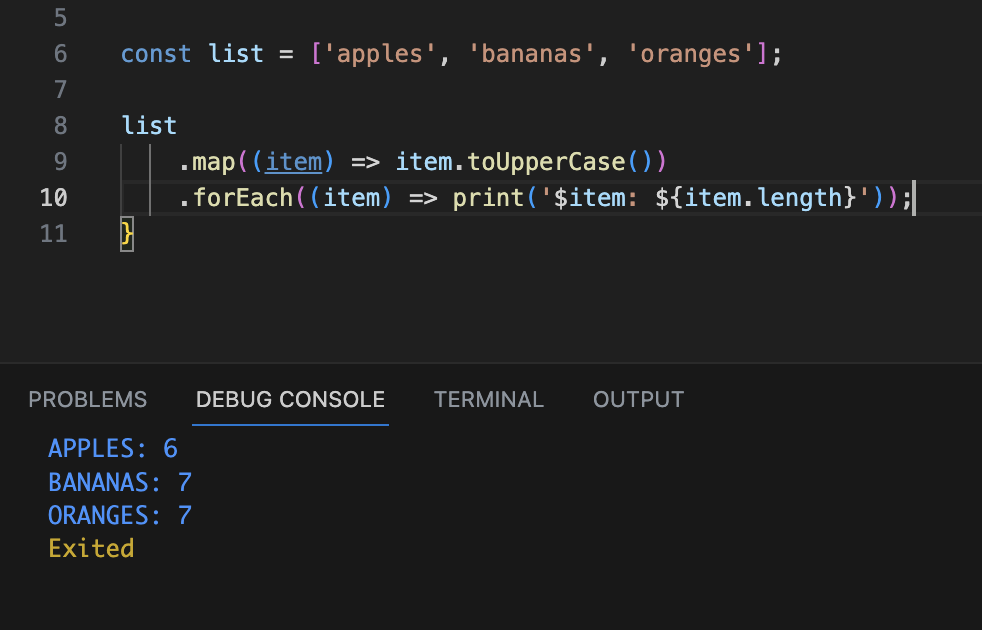 5
6 const list = ['apples', 'bananas', 'oranges'];
7
8 list
9 .map((item) => item.toUpperCase())
10 .forEach((item) => print('$item: ${item.length}'));
11 }
PROBLEMS DEBUG CONSOLE TERMINAL OUTPUT
APPLES: 6
BANANAS: 7
ORANGES: 7
Exited